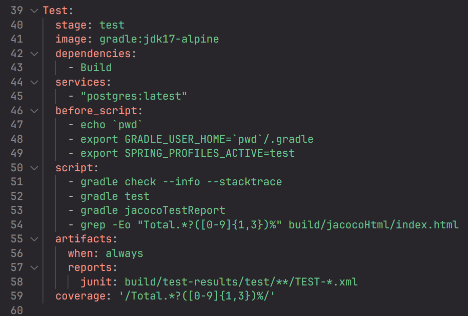 39 Test:
40 stage: test
41 image: gradle:jdk17-alpine
42 dependencies:
43 - Build
44 services:
45 - "postgres:latest"
46 before_script:
47 - echo `pwd`
48 - export GRADLE_USER_HOME=`pwd`/.gradle
49 - export SPRING_PROFILES_ACTIVE=test
50 script:
51 - gradle check --info --stacktrace
52 - gradle test
53 - gradle jacocoTestReport
54 - grep -Eo "Total.*?([0-9]{1,3})%" build/jacocoHtml/index.html
55 artifacts:
56 when: always
57 reports:
58 junit: build/test-results/test/**/TEST-*.xml
59 coverage: '/Total.*?([0-9]{1,3})%/'
60